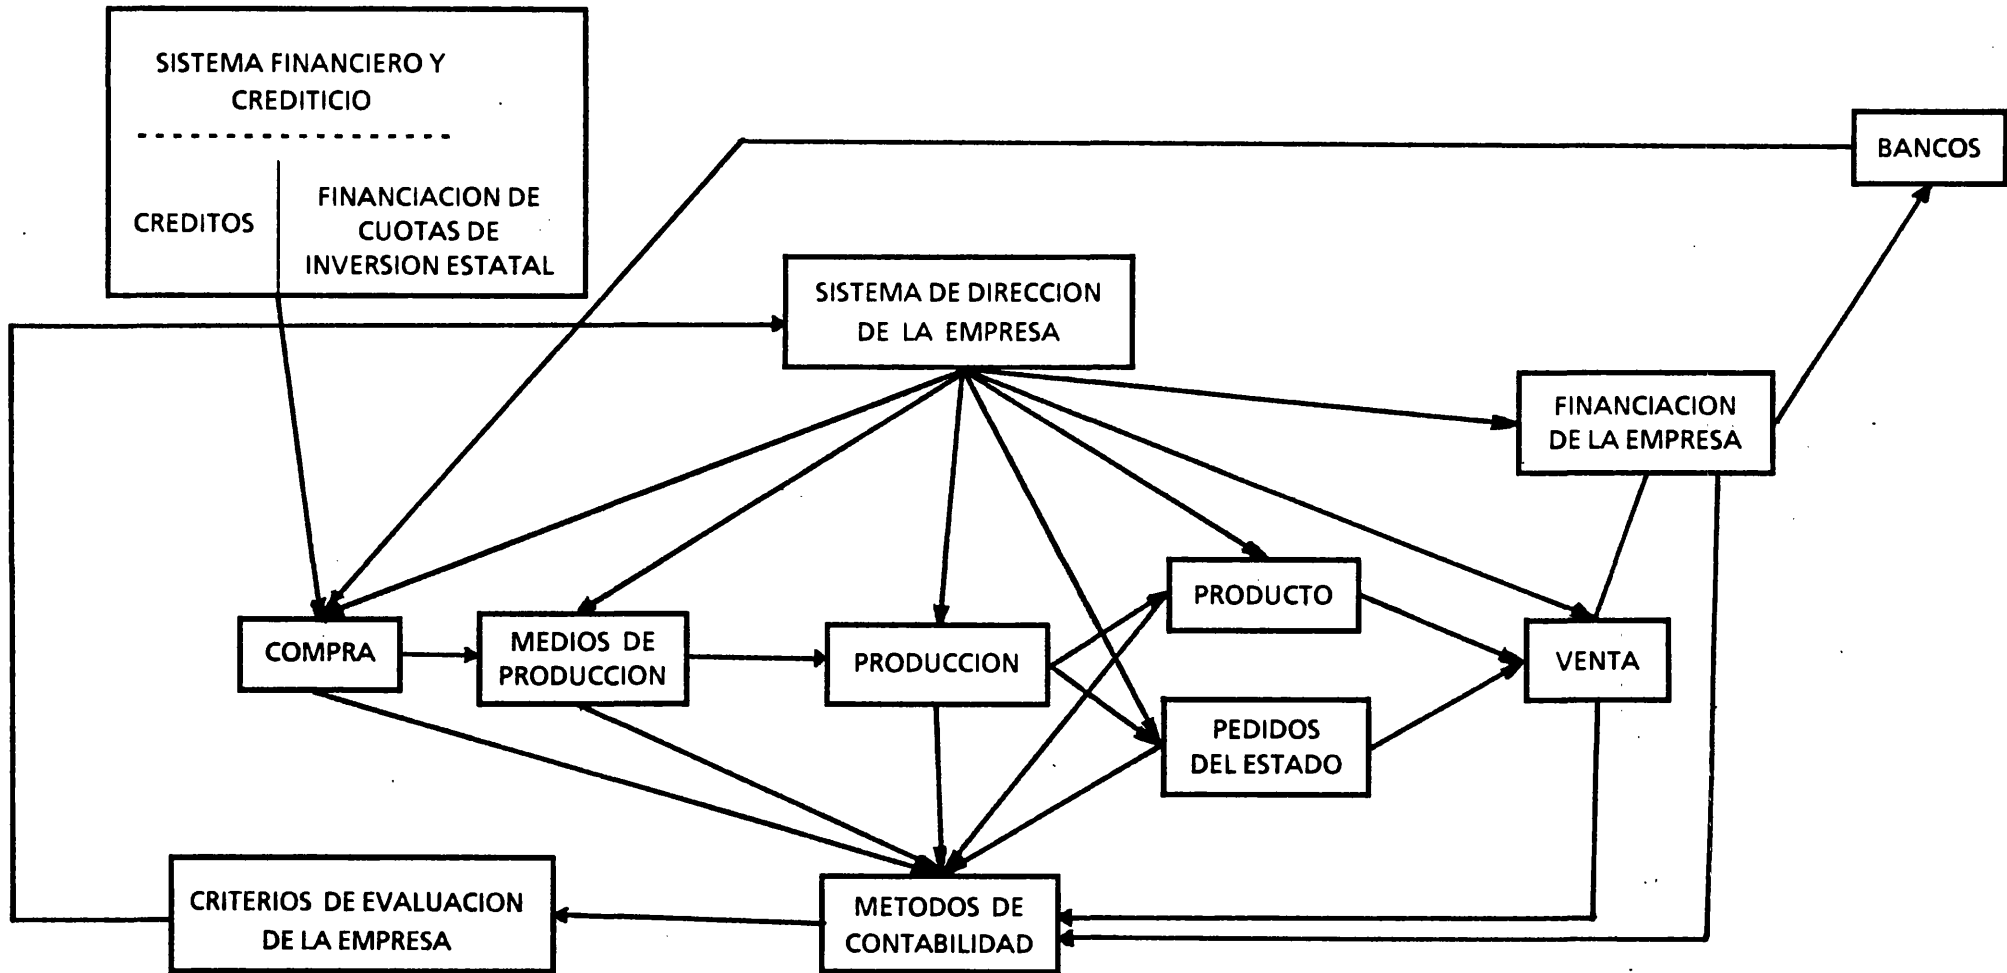 SISTEMA FINANCIERO Y
CREDITICIO
CREDITOS
FINANCIACION DE
CUOTAS DE
INVERSION ESTATAL
BANCOS
SISTEMA DE DIRECCION
DE LA EMPRESA
FINANCIACION
DE LA EMPRESA
COMPRA
MEDIOS DE
PRODUCCION
PRODUCCION
PRODUCTO
PEDIDOS
DEL ESTADO
VENTA
CRITERIOS DE EVALUACION
DE LA EMPRESA
METODOS DE
CONTABILIDAD